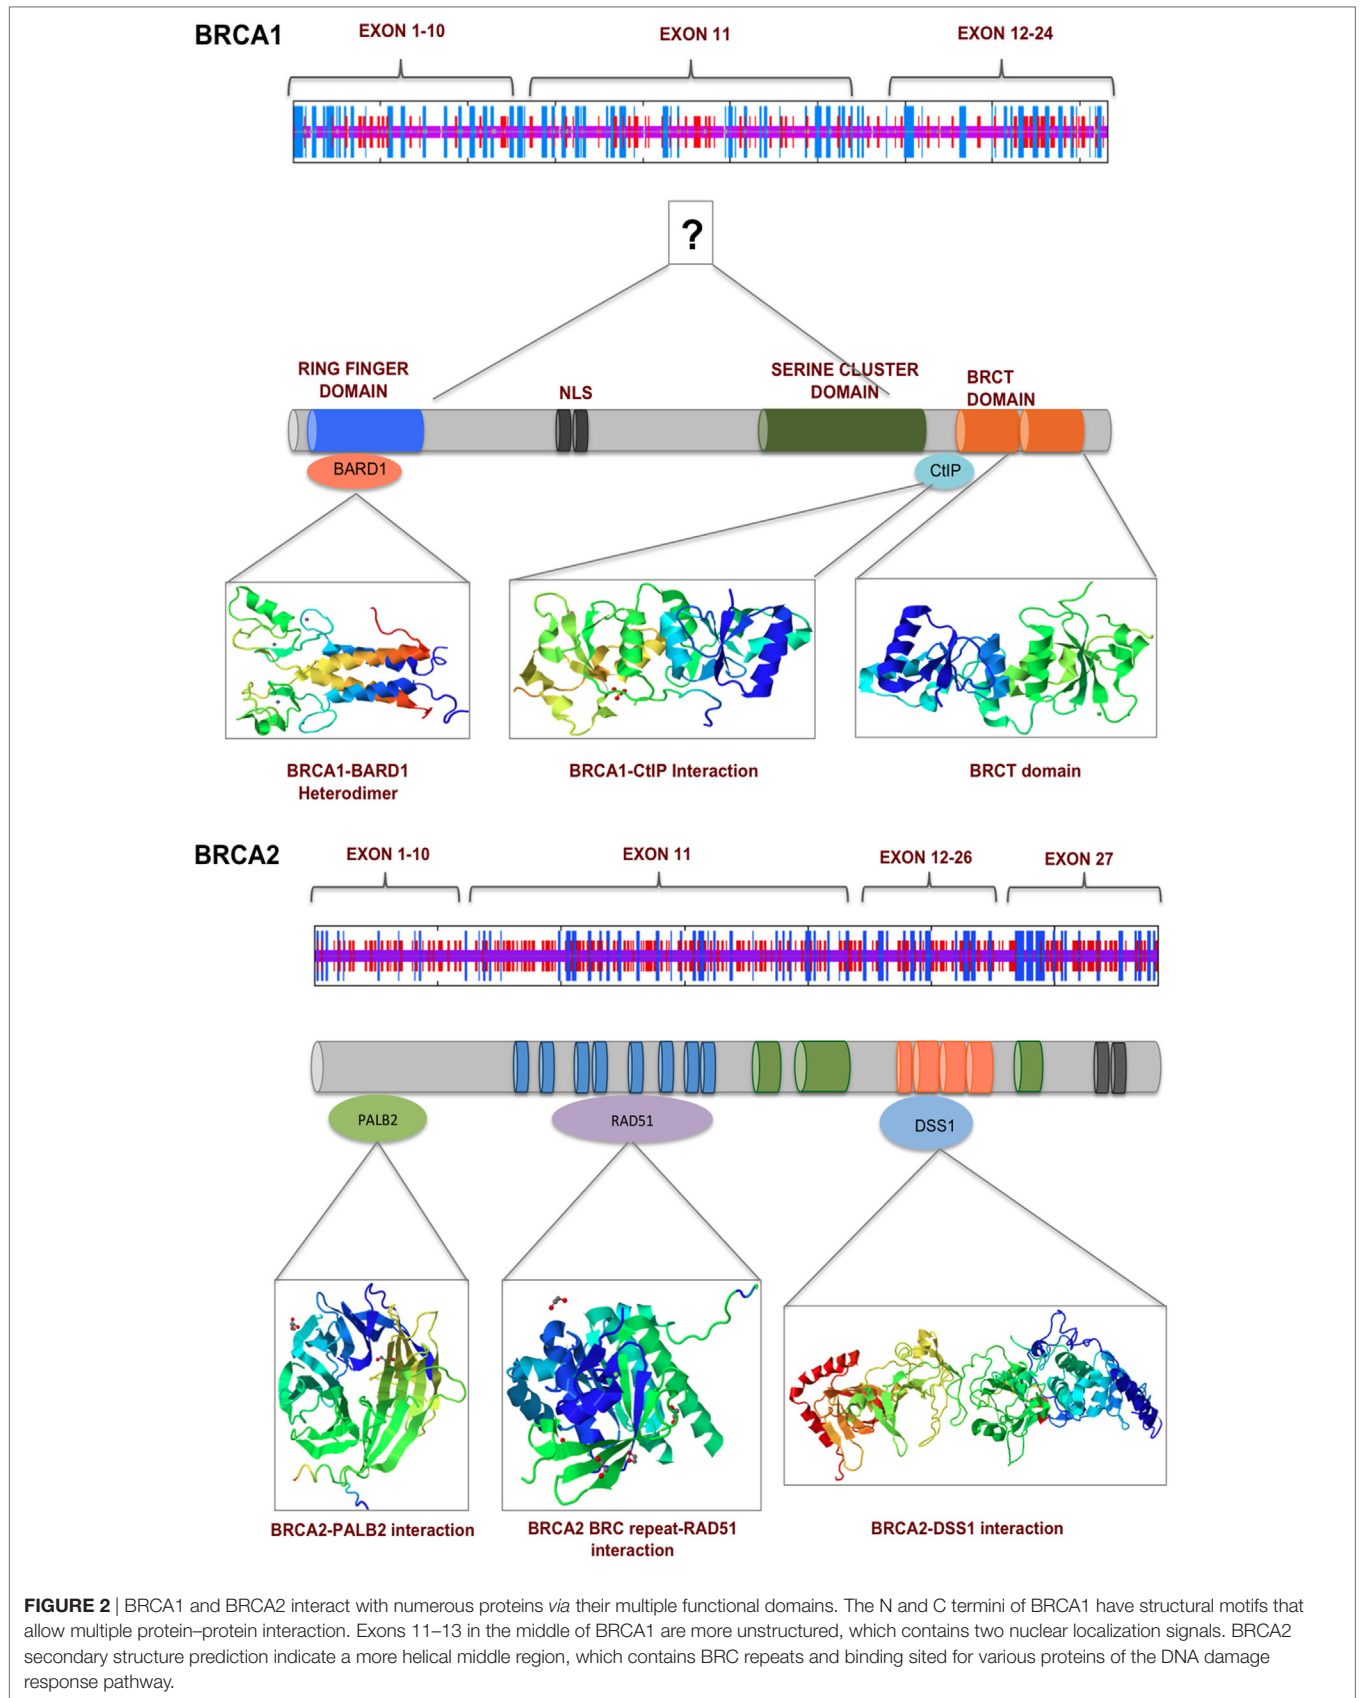 BRCA1
EXON 1-10
EXON 11
EXON 12-24
?
RING FINGER
DOMAIN
NLS
SERINE CLUSTER
DOMAIN
BRCT
DOMAIN
BARD1
CtIP
BRCA1-BARD1
Heterodimer
BRCA1-CtIP Interaction
BRCT domain
BRCA2
EXON 1-10
EXON 11
EXON 12-26
EXON 27
PALB2
RAD51
DSS1
BRCA2-PALB2 interaction
BRCA2 BRC repeat-RAD51
interaction
BRCA2-DSS1 interaction
FIGURE 2 | BRCA1 and BRCA2 interact with numerous proteins via their multiple functional domains. The N and C termini of BRCA1 have structural motifs that
allow multiple protein–protein interaction. Exons 11–13 in the middle of BRCA1 are more unstructured, which contains two nuclear localization signals. BRCA2
secondary structure prediction indicate a more helical middle region, which contains BRC repeats and binding sited for various proteins of the DNA damage
response pathway.